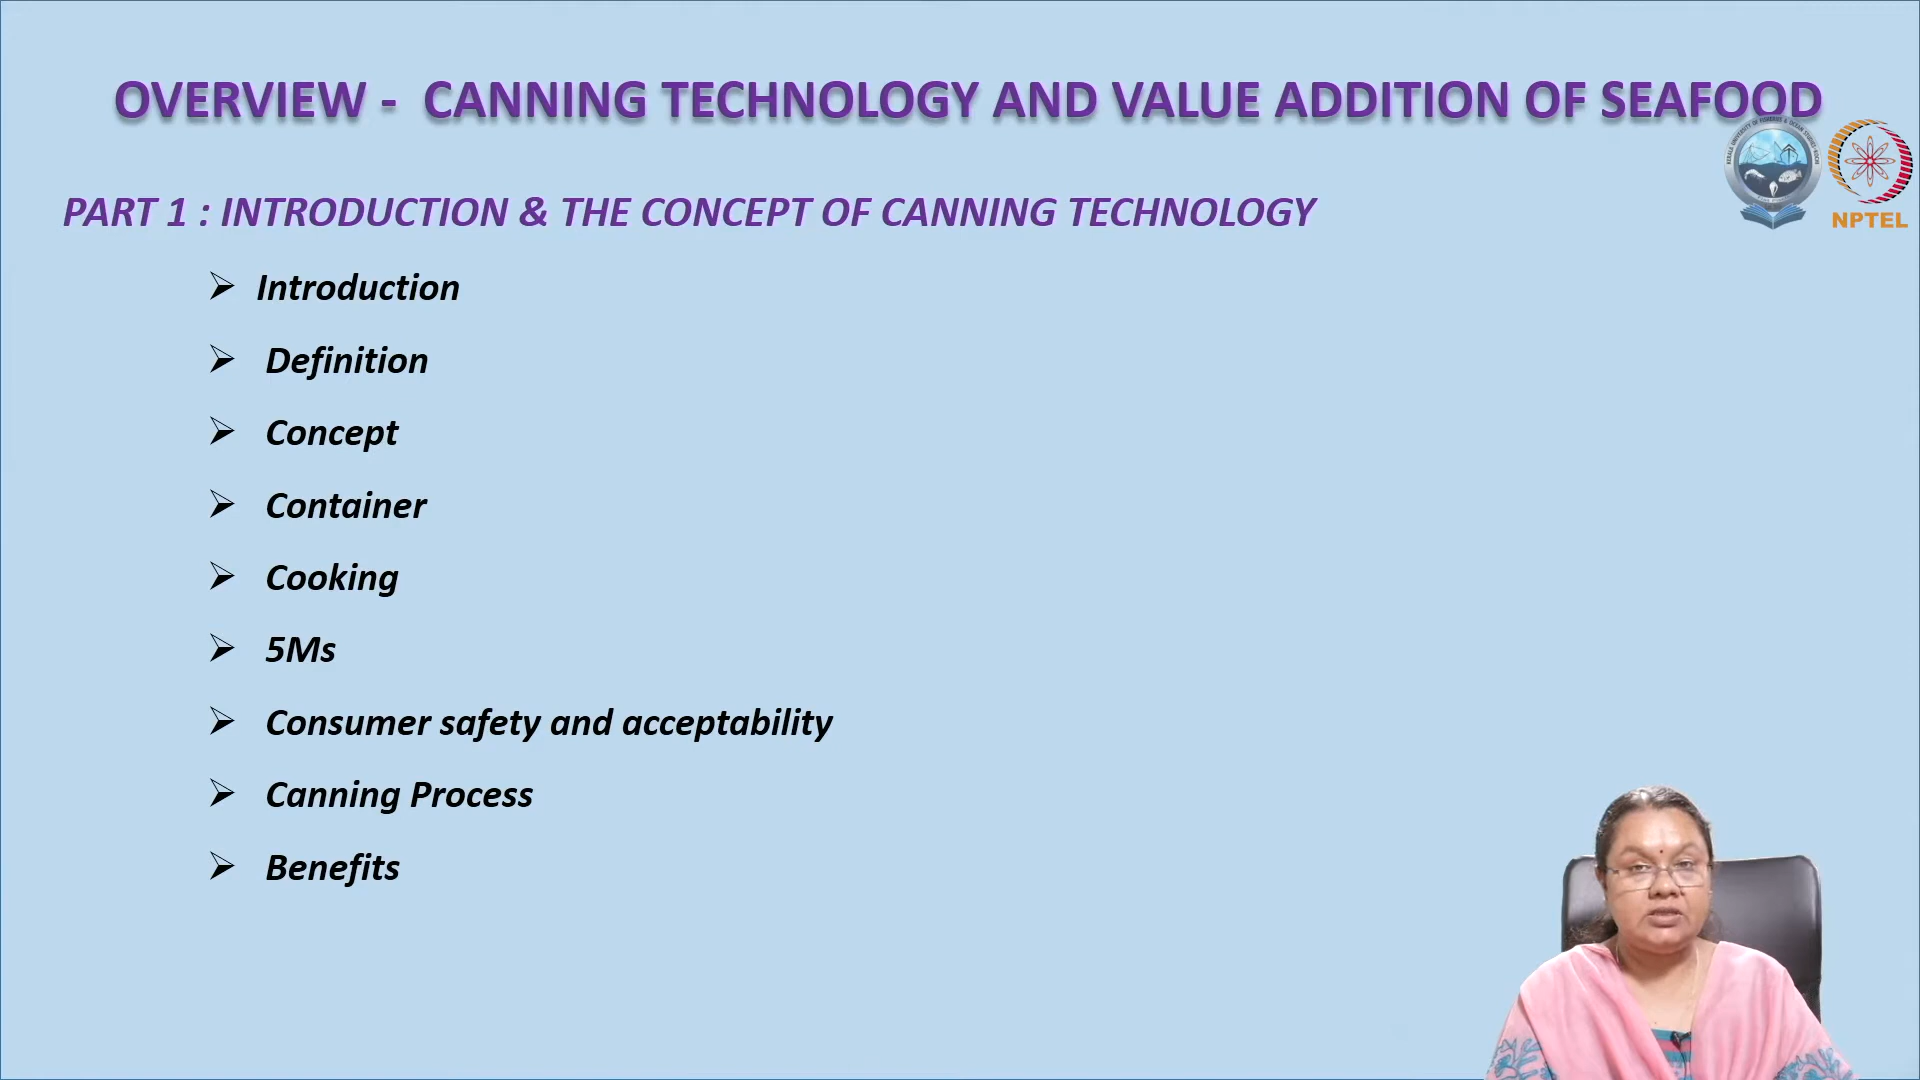 OVERVIEW - CANNING TECHNOLOGY AND VALUE ADDITION OF SEAFOOD
PART 1 : INTRODUCTION & THE CONCEPT OF CANNING TECHNOLOGY
NPTEL
➢ Introduction
➢ Definition
➢ Concept
➢ Container
➢ Cooking
➢ 5Ms
➢ Consumer safety and acceptability
➢ Canning Process
➢ Benefits